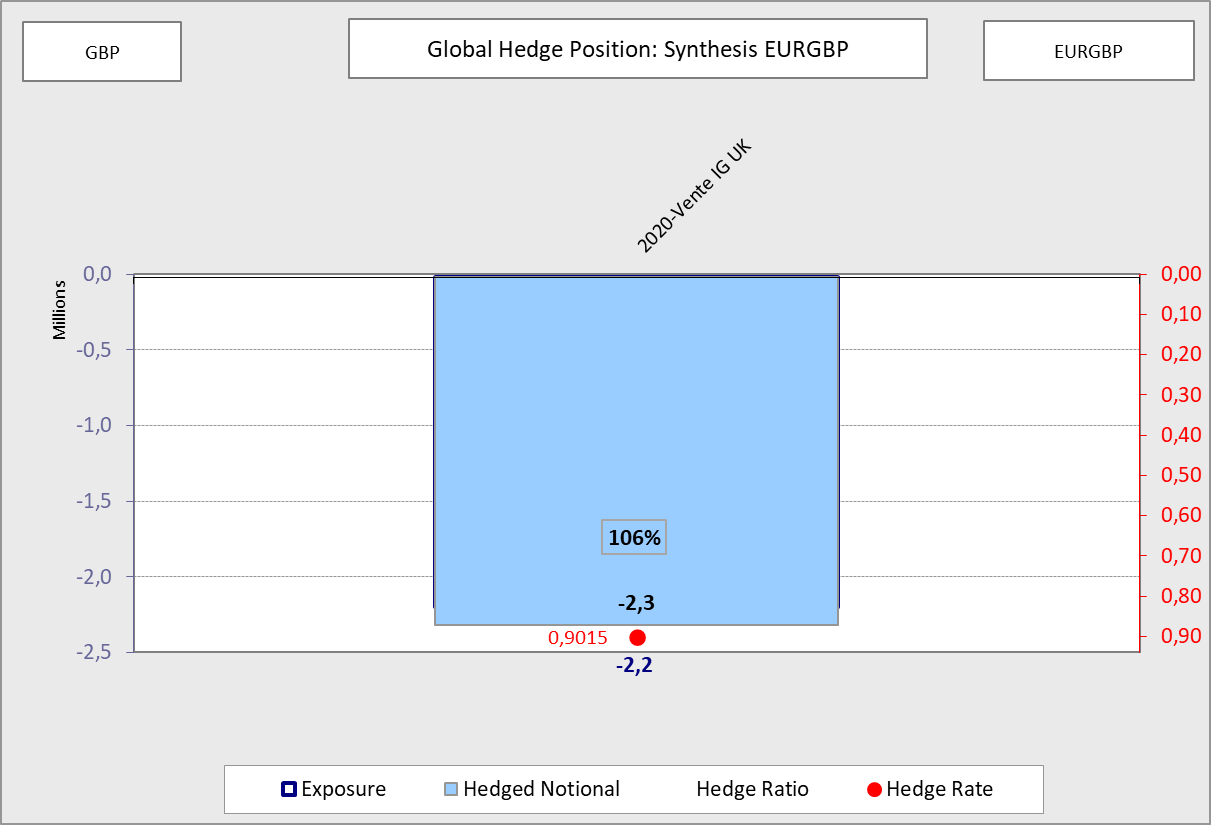 GBP
Global Hedge Position: Synthesis EURGBP
EURGBP
2020-Vente IG UK
Millions
0,0
-0,5
-1,0
-1,5
-2,0
-2,5
106%
-2,3
0,9015
-2,2
0,00
0,10
0,20
0,30
0,40
0,50
0,60
0,70
0,80
0,90
Exposure
Hedged Notional
Hedge Ratio
Hedge Rate